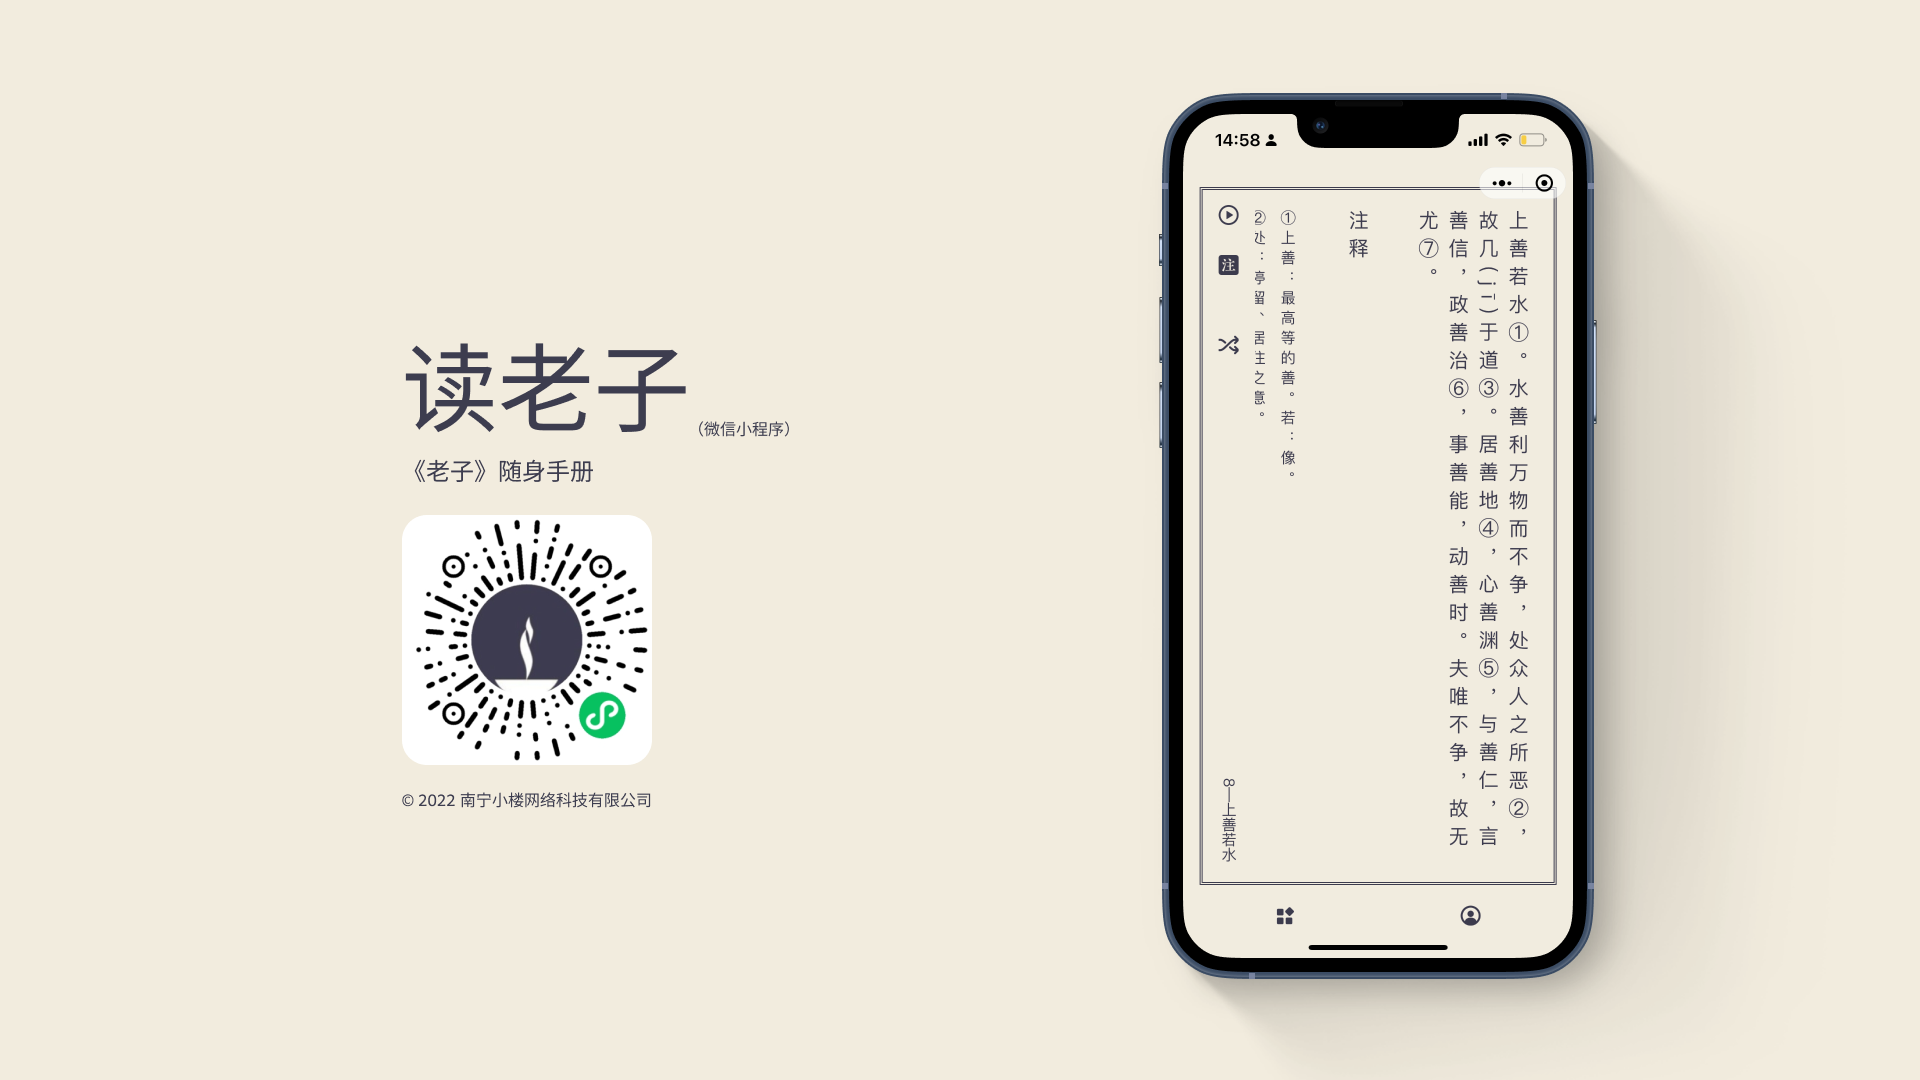 读老子
（微信小程序）
《老子》随身手册
© 2022 南宁小楼网络科技有限公司
14:58
上善若水①。水善利万物而不争，处众人之所恶②，
故几(jī)于道③。居善地④，心善渊⑤，与善仁，言
善信，政善治⑥，事善能，动善时。夫唯不争，故无
尤⑦。
注释
①上善：最高等的善。若：像。
②处：停留、居住之意。
注
8—上善若水